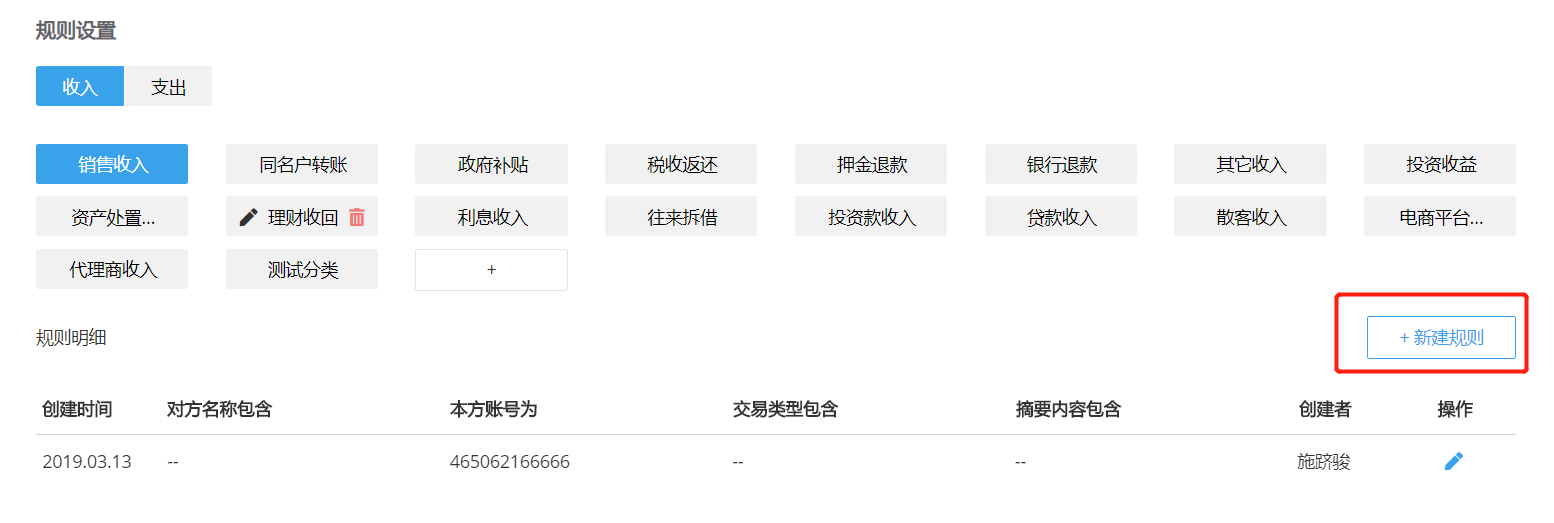 规则设置
收入 支出
销售收入 同名户转账 政府补贴 税收返还 押金退款 银行退款 其它收入 投资收益
资产处置... 理财收回 利息收入 往来拆借 投资款收入 贷款收入 散客收入 电商平台...
代理商收入 测试分类 +
规则明细 + 新建规则
创建时间 对方名称包含 本方账号为 交易类型包含 摘要内容包含 创建者 操作
2019.03.13 -- 465062166666 -- -- 施跻骏